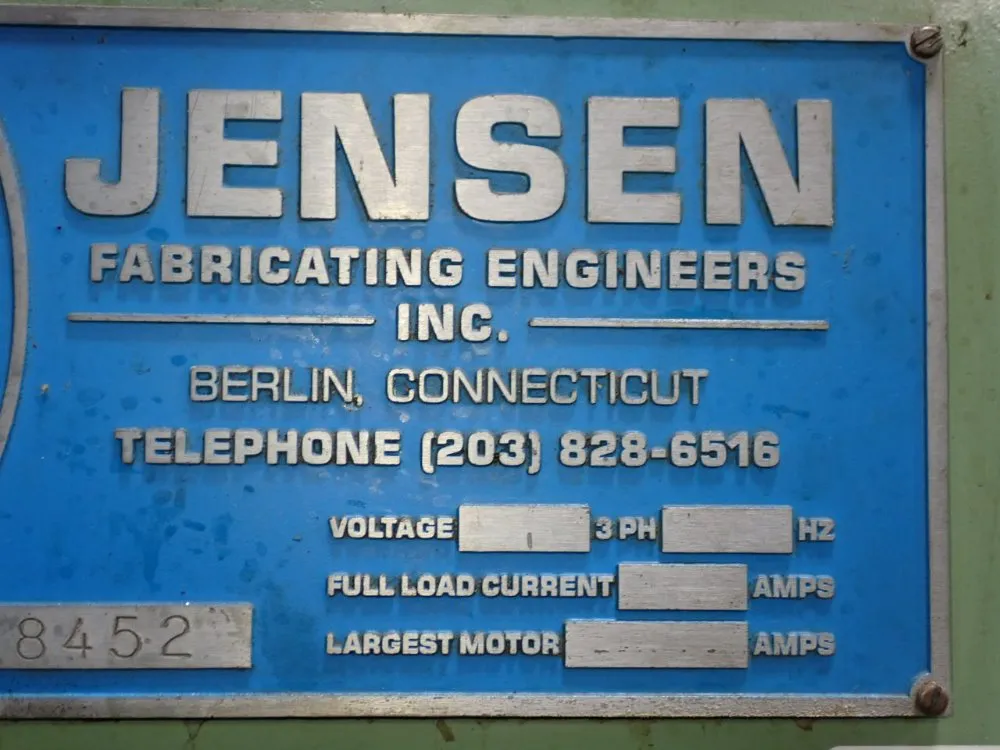 JENSEN
FABRICATING ENGINEERS
INC.
BERLIN, CONNECTICUT
TELEPHONE (203) 828-6516
VOLTAGE 3 PH HZ
FULL LOAD CURRENT AMPS
LARGEST MOTOR AMPS
8452